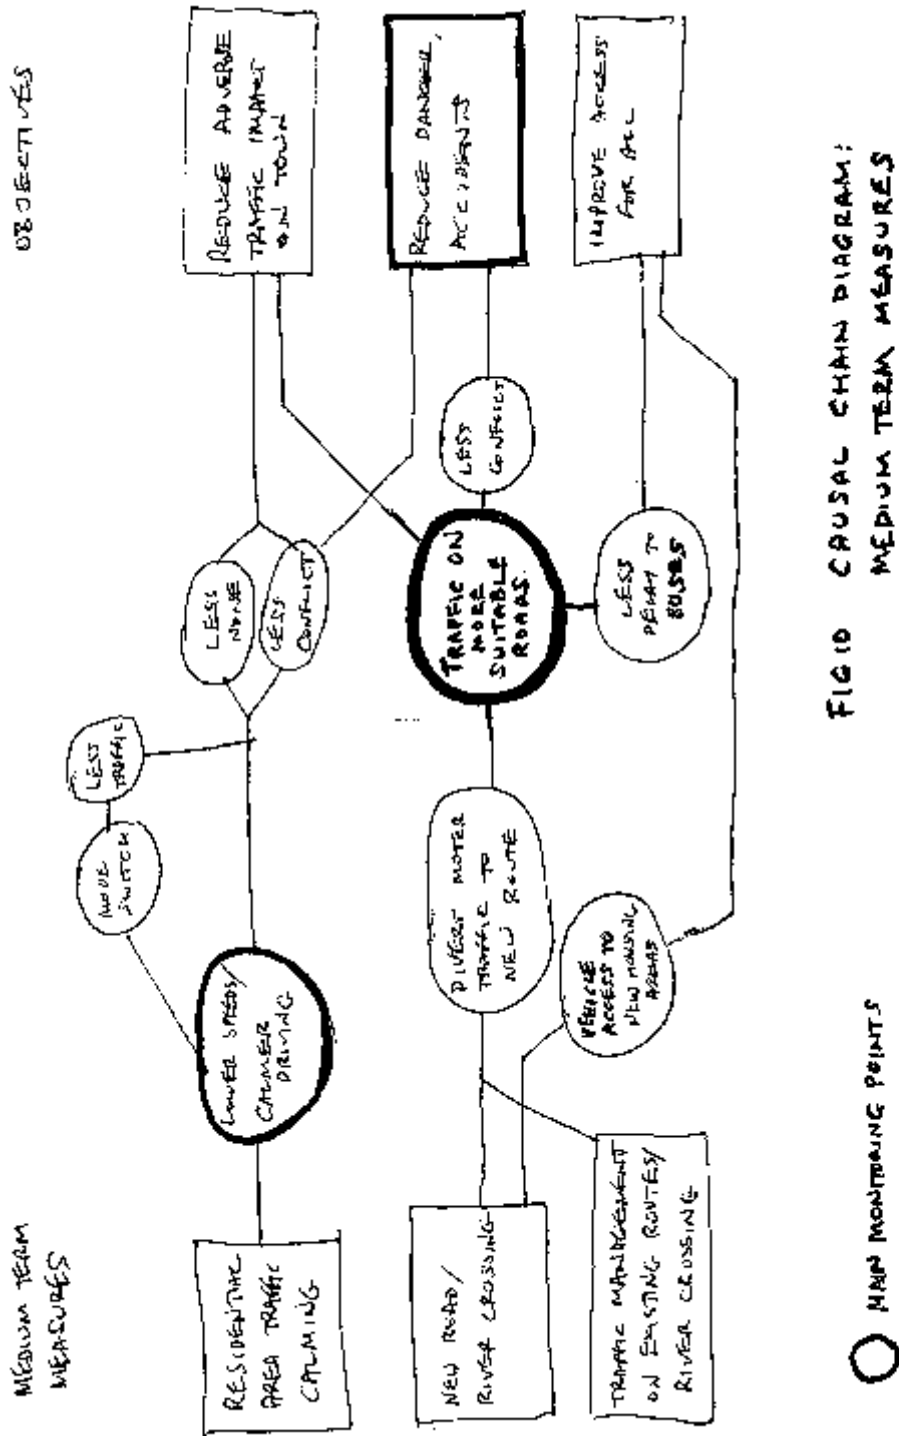 MEDIUM TERM
MEASURES
OBJECTIVES
RESIDENTIAL
AREA TRAFFIC
CALMING
LOWER SPEEDS/
CALMER
DRIVING
MODE
SWITCH
LESS
TRAFFIC
LESS
NOISE
LESS
CONFLICT
REDUCE ADVERSE
TRAFFIC IMPACT
ON TOWN
NEW ROAD/
RIVER CROSSING
DIVERT MOTER
TRAFFIC TO
NEW ROUTE
TRAFFIC ON
MORE
SUITABLE
ROADS.
LESS
CONFLICT
REDUCE DANGER,
ACCIDENTS
TRAFFIC MANAGEMENT
ON EXISTING ROUTES/
RIVER CROSSING
VEHICLE
ACCESS TO
NEW HOUSING
AREAS
LESS
DELAY TO
BUSES
IMPROVE ACCESS
FOR ALL
MAIN MONITORING POINTS
FIG 10 CAUSAL CHAIN DIAGRAM:
MEDIUM TERM MEASURES